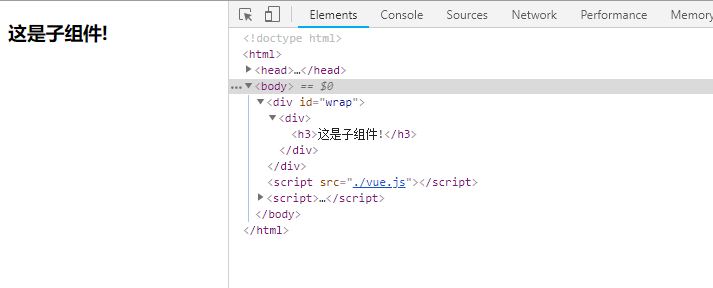 这是子组件!
Elements Console Sources Network Performance Memory
<!doctype html>
<html>
<head>…</head>
<body> == $0
<div id="wrap">
<div>
<h3>这是子组件!</h3>
</div>
</div>
<script src="./vue.js"></script>
<script>…</script>
</body>
</html>